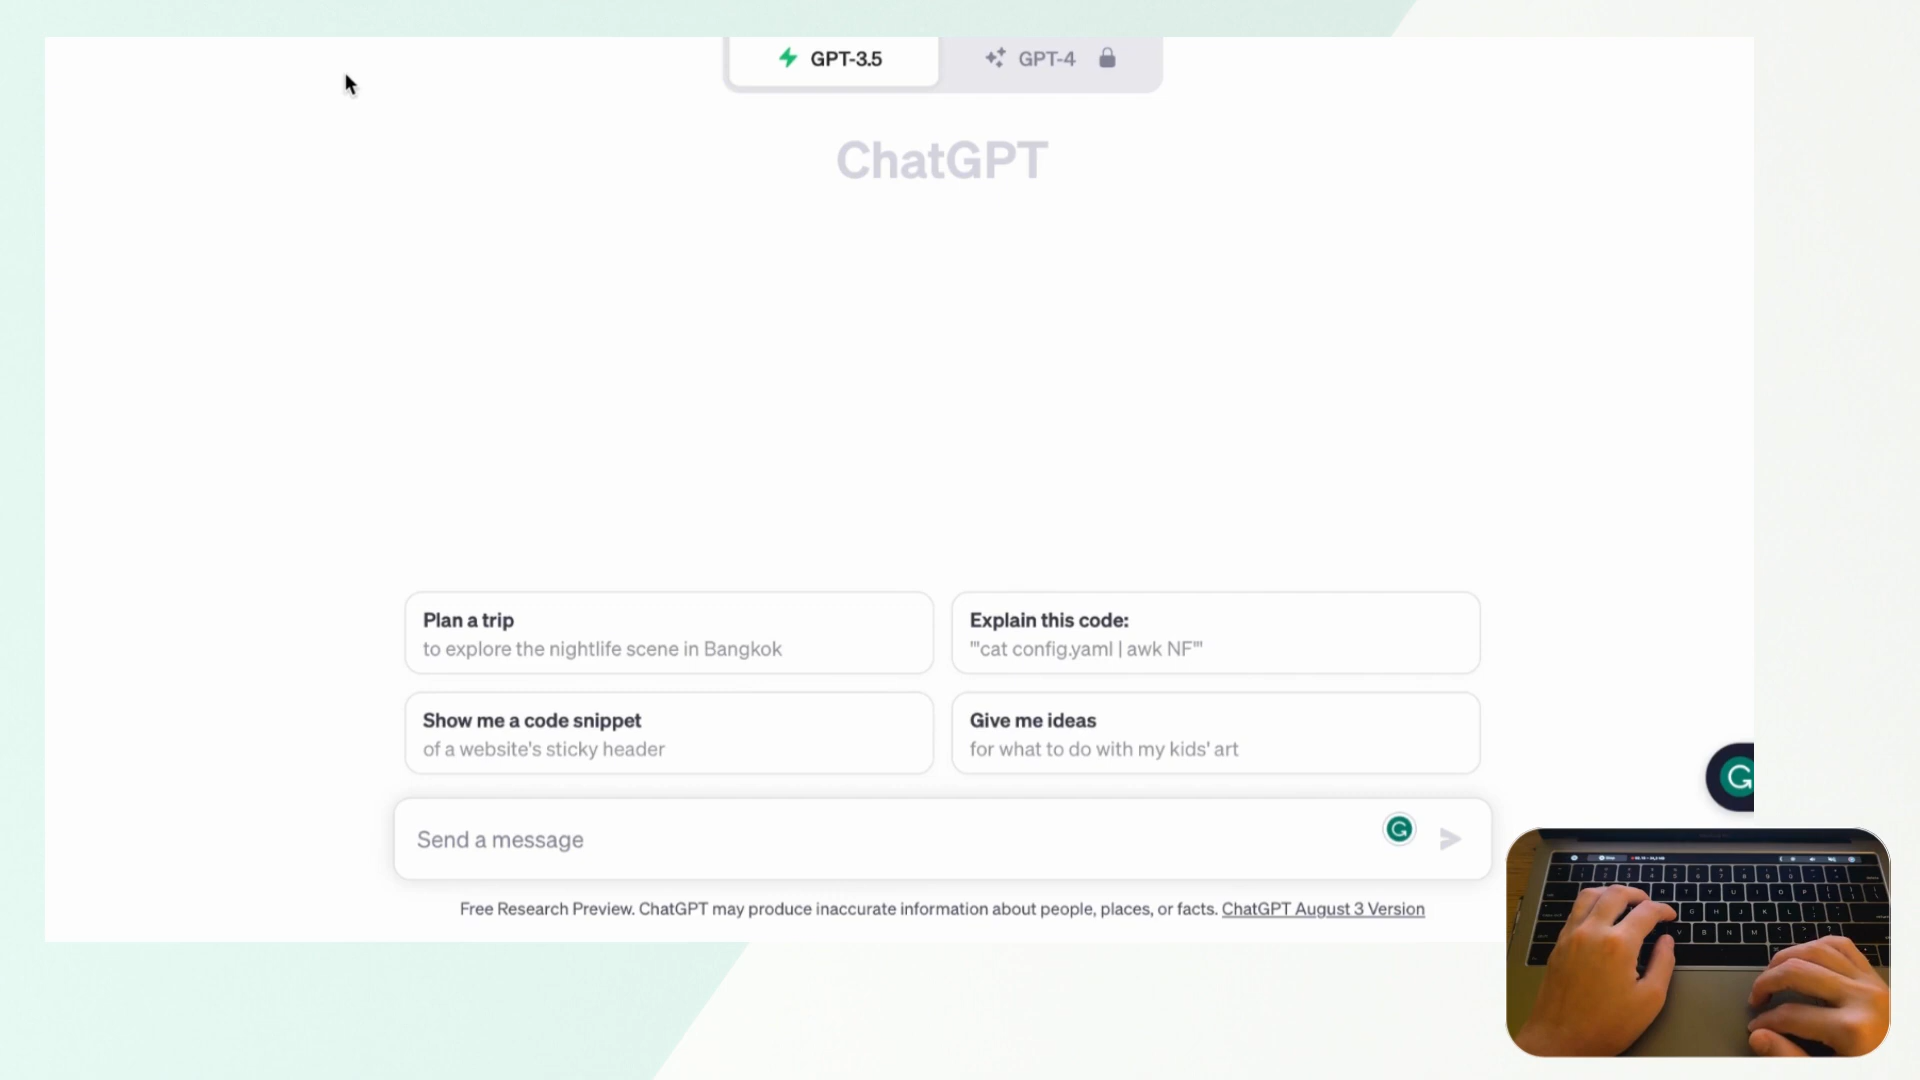 GPT-3.5
GPT-4
ChatGPT
Plan a trip
to explore the nightlife scene in Bangkok
Explain this code:
"'cat config.yaml | awk NF'"
Show me a code snippet
of a website's sticky header
Give me ideas
for what to do with my kids' art
Send a message
Free Research Preview. ChatGPT may produce inaccurate information about people, places, or facts. ChatGPT August 3 Version